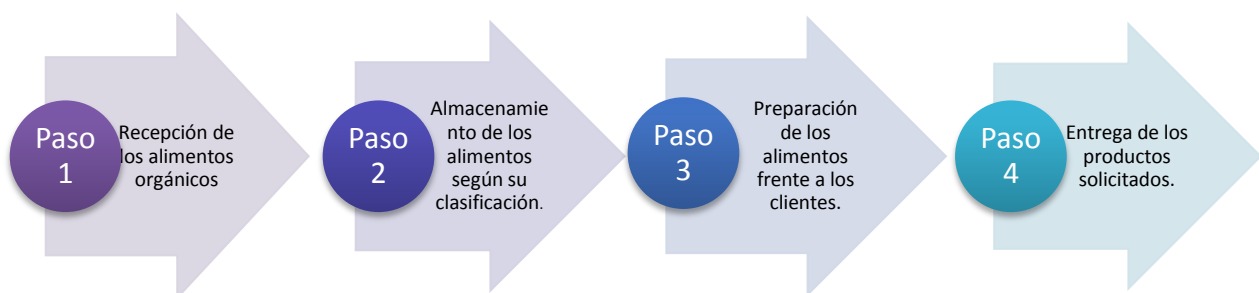 Paso
1
Recepción de
los alimentos
orgánicos
Paso
2
Almacenamie
nto de los
alimentos
según su
clasificación.
Paso
3
Preparación
de los
alimentos
frente a los
clientes.
Paso
4
Entrega de los
productos
solicitados.